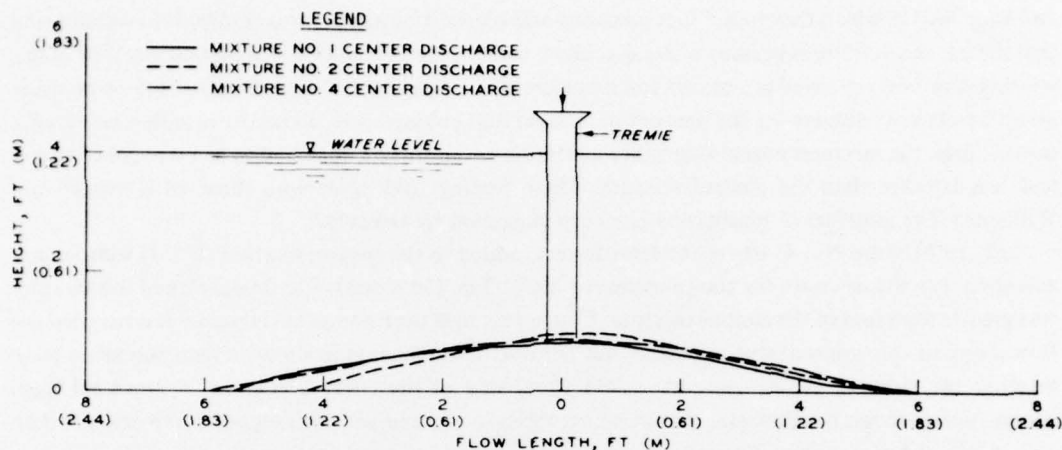 LEGEND
MIXTURE NO. 1 CENTER DISCHARGE
MIXTURE NO. 2 CENTER DISCHARGE
MIXTURE NO. 4 CENTER DISCHARGE
6
(1.83)
TREMIE
4
(1.22)
WATER LEVEL
HEIGHT, FT (M)
2
(0.61)
0
8 6 4 2 0 2 4 6 8
(2.44) (1.83) (1.22) (0.61) (0.61) (1.22) (1.83) (2.44)
FLOW LENGTH, FT (M)